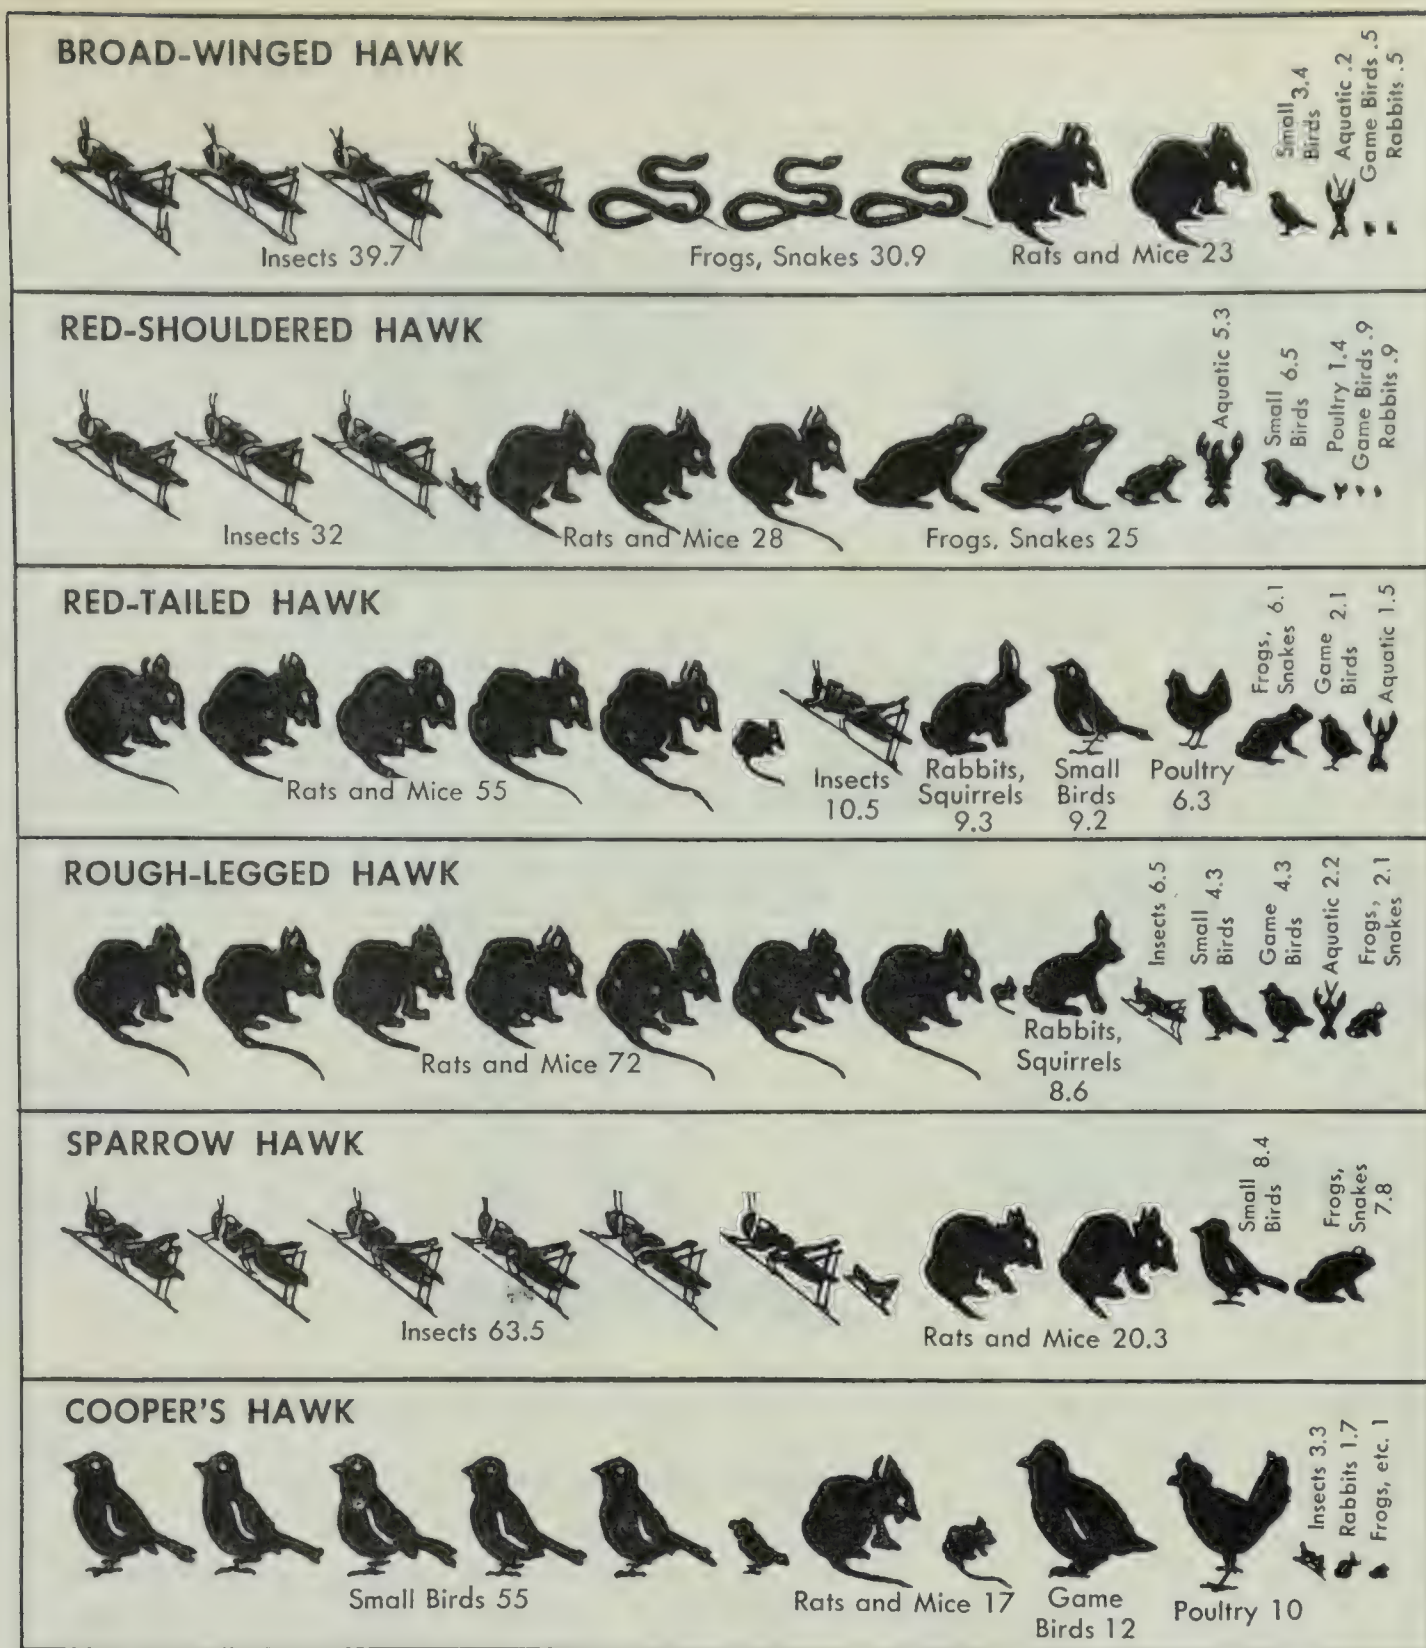 BROAD-WINGED HAWK
Insects 39.7
Frogs, Snakes 30.9
Rats and Mice 23
Small
Birds 3.4
Aquatic .2
Game Birds .5
Rabbits .5
RED-SHOULDERED HAWK
Insects 32
Rats and Mice 28
Frogs, Snakes 25
Aquatic 5.3
Small
Birds 6.5
Poultry 1.4
Game Birds .9
Rabbits .9
RED-TAILED HAWK
Rats and Mice 55
Insects
10.5
Rabbits,
Squirrels
9.3
Small
Birds
9.2
Poultry
6.3
Frogs,
Snakes 6.1
Game
Birds 2.1
Aquatic 1.5
ROUGH-LEGGED HAWK
Rats and Mice 72
Rabbits,
Squirrels
8.6
Insects 6.5
Small
Birds 4.3
Game
Birds 4.3
Aquatic 2.2
Frogs,
Snakes 2.1
SPARROW HAWK
Insects 63.5
Rats and Mice 20.3
Small
Birds 8.4
Frogs,
Snakes
7.8
COOPER'S HAWK
Small Birds 55
Rats and Mice 17
Game
Birds 12
Poultry 10
Insects 3.3
Rabbits 1.7
Frogs, etc. 1